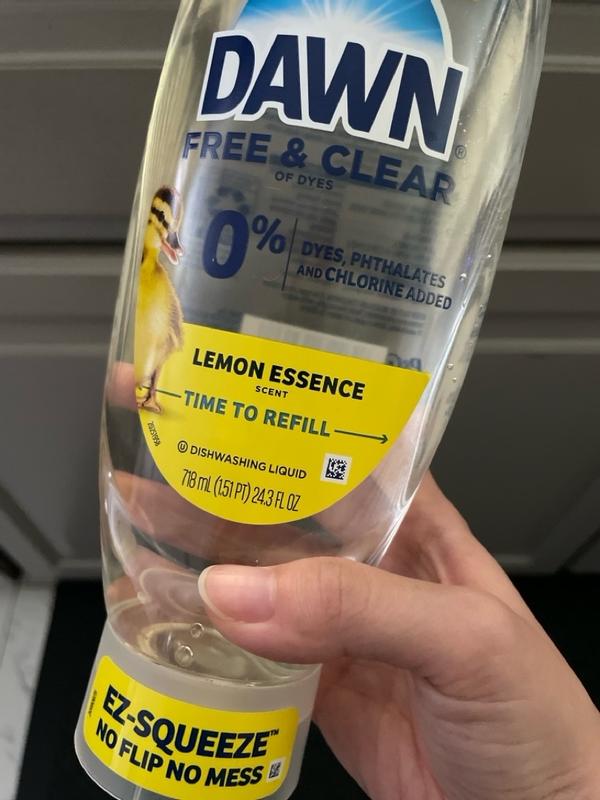 DAWN®
FREE & CLEAR
OF DYES
0% DYES, PHTHALATES
AND CHLORINE ADDED
LEMON ESSENCE
SCENT
TIME TO REFILL
Ⓤ DISHWASHING LIQUID
718 mL (1.51 PT) 24.3 FL OZ
EZ-SQUEEZE™
NO FLIP NO MESS